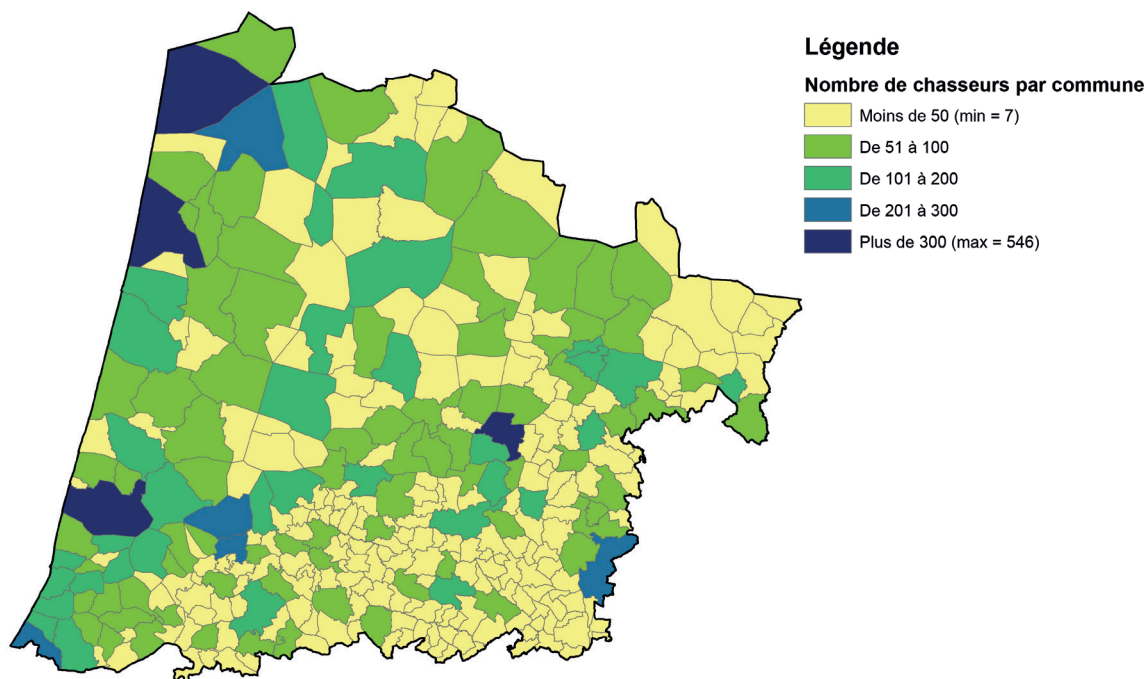 Légende
Nombre de chasseurs par commune
Moins de 50 (min = 7)
De 51 à 100
De 101 à 200
De 201 à 300
Plus de 300 (max = 546)